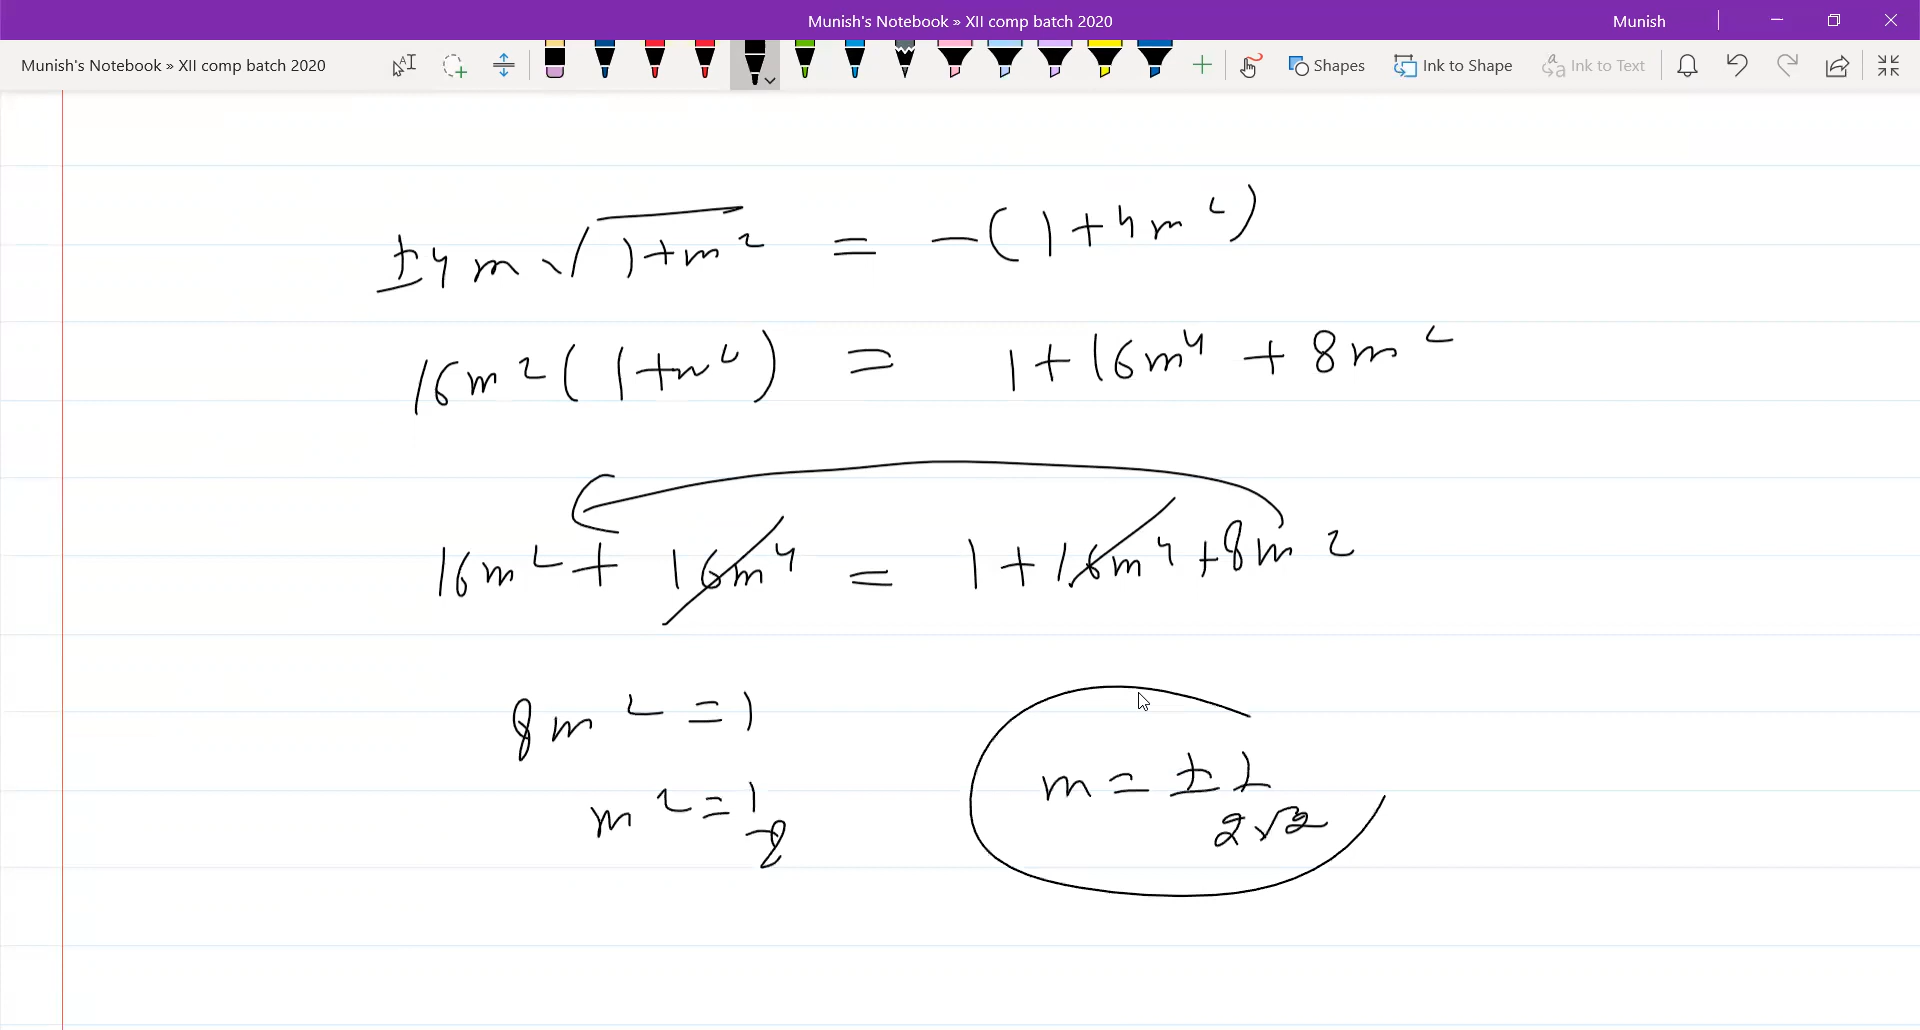 Munish's Notebook » XII comp batch 2020
Munish
Munish's Notebook » XII comp batch 2020
Shapes
Ink to Shape
Ink to Text
±4m√(1+m²) = -(1+4m²)
16m²(1+m²) = 1+16m⁴+8m²
16m²+16m⁴ = 1+16m⁴+8m²
8m²=1
m²=1/8
m=±1/2√2